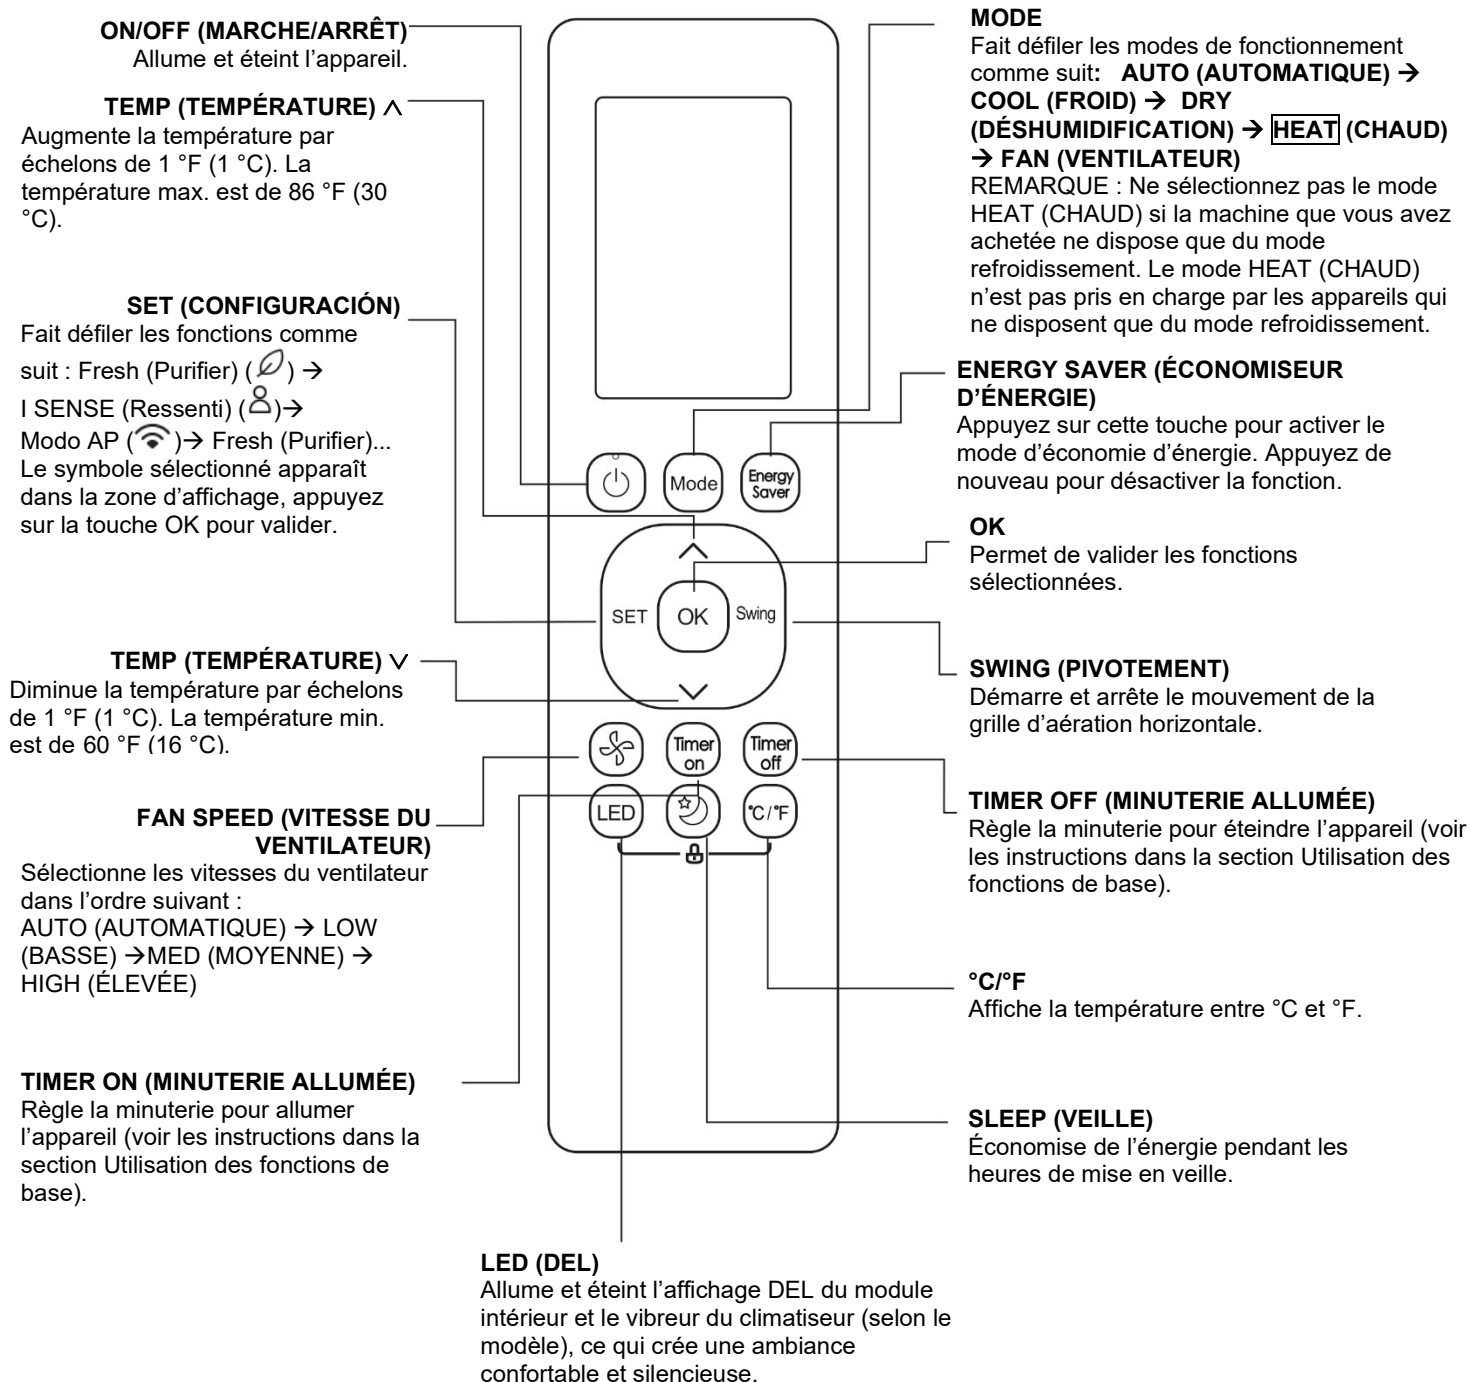 ON/OFF (MARCHE/ARRÊT)
Allume et éteint l’appareil.
TEMP (TEMPÉRATURE) ∧
Augmente la température par
échelons de 1 °F (1 °C). La
température max. est de 86 °F (30
°C).
SET (CONFIGURACIÓN)
Fait défiler les fonctions comme
suit : Fresh (Purifier) ( ) →
I SENSE (Ressenti) ( )→
Modo AP ( )→ Fresh (Purifier)...
Le symbole sélectionné apparaît
dans la zone d’affichage, appuyez
sur la touche OK pour valider.
TEMP (TEMPÉRATURE) ∨
Diminue la température par échelons
de 1 °F (1 °C). La température min.
est de 60 °F (16 °C).
FAN SPEED (VITESSE DU
VENTILATEUR)
Sélectionne les vitesses du ventilateur
dans l’ordre suivant :
AUTO (AUTOMATIQUE) → LOW
(BASSE) →MED (MOYENNE) →
HIGH (ÉLEVÉE)
TIMER ON (MINUTERIE ALLUMÉE)
Règle la minuterie pour allumer
l’appareil (voir les instructions dans la
section Utilisation des fonctions de
base).
Mode
Energy
Saver
SET
OK
Swing
Timer
on
Timer
off
LED
°C/°F
LED (DEL)
Allume et éteint l’affichage DEL du module
intérieur et le vibreur du climatiseur (selon le
modèle), ce qui crée une ambiance
confortable et silencieuse.
MODE
Fait défiler les modes de fonctionnement
comme suit: AUTO (AUTOMATIQUE) →
COOL (FROID) → DRY
(DÉSHUMIDIFICATION) → HEAT (CHAUD)
→ FAN (VENTILATEUR)
REMARQUE : Ne sélectionnez pas le mode
HEAT (CHAUD) si la machine que vous avez
achetée ne dispose que du mode
refroidissement. Le mode HEAT (CHAUD)
n’est pas pris en charge par les appareils qui
ne disposent que du mode refroidissement.
ENERGY SAVER (ÉCONOMISEUR
D’ÉNERGIE)
Appuyez sur cette touche pour activer le
mode d’économie d’énergie. Appuyez de
nouveau pour désactiver la fonction.
OK
Permet de valider les fonctions
sélectionnées.
SWING (PIVOTEMENT)
Démarre et arrête le mouvement de la
grille d’aération horizontale.
TIMER OFF (MINUTERIE ALLUMÉE)
Règle la minuterie pour éteindre l’appareil (voir
les instructions dans la section Utilisation des
fonctions de base).
°C/°F
Affiche la température entre °C et °F.
SLEEP (VEILLE)
Économise de l’énergie pendant les
heures de mise en veille.